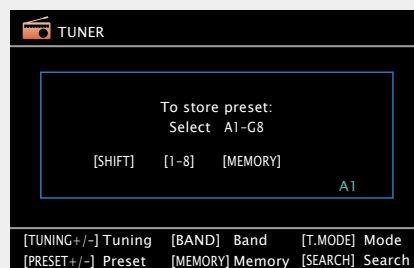 TUNER
To store preset:
Select A1-G8
[SHIFT] [1-8] [MEMORY]
A1
[TUNING+/-] Tuning [BAND] Band [T.MODE] Mode
[PRESET+/-] Preset [MEMORY] Memory [SEARCH] Search